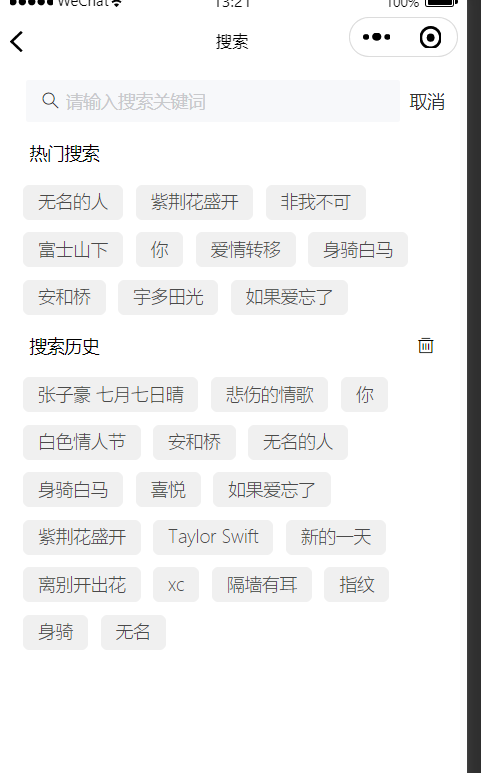 WeChat 13:21 100%
搜索
请输入搜索关键词 取消
热门搜索
无名的人 紫荆花盛开 非我不可
富士山下 你 爱情转移 身骑白马
安和桥 宇多田光 如果爱忘了
搜索历史
张子豪 七月七日晴 悲伤的情歌 你
白色情人节 安和桥 无名的人
身骑白马 喜悦 如果爱忘了
紫荆花盛开 Taylor Swift 新的一天
离别开出花 xc 隔墙有耳 指纹
身骑 无名